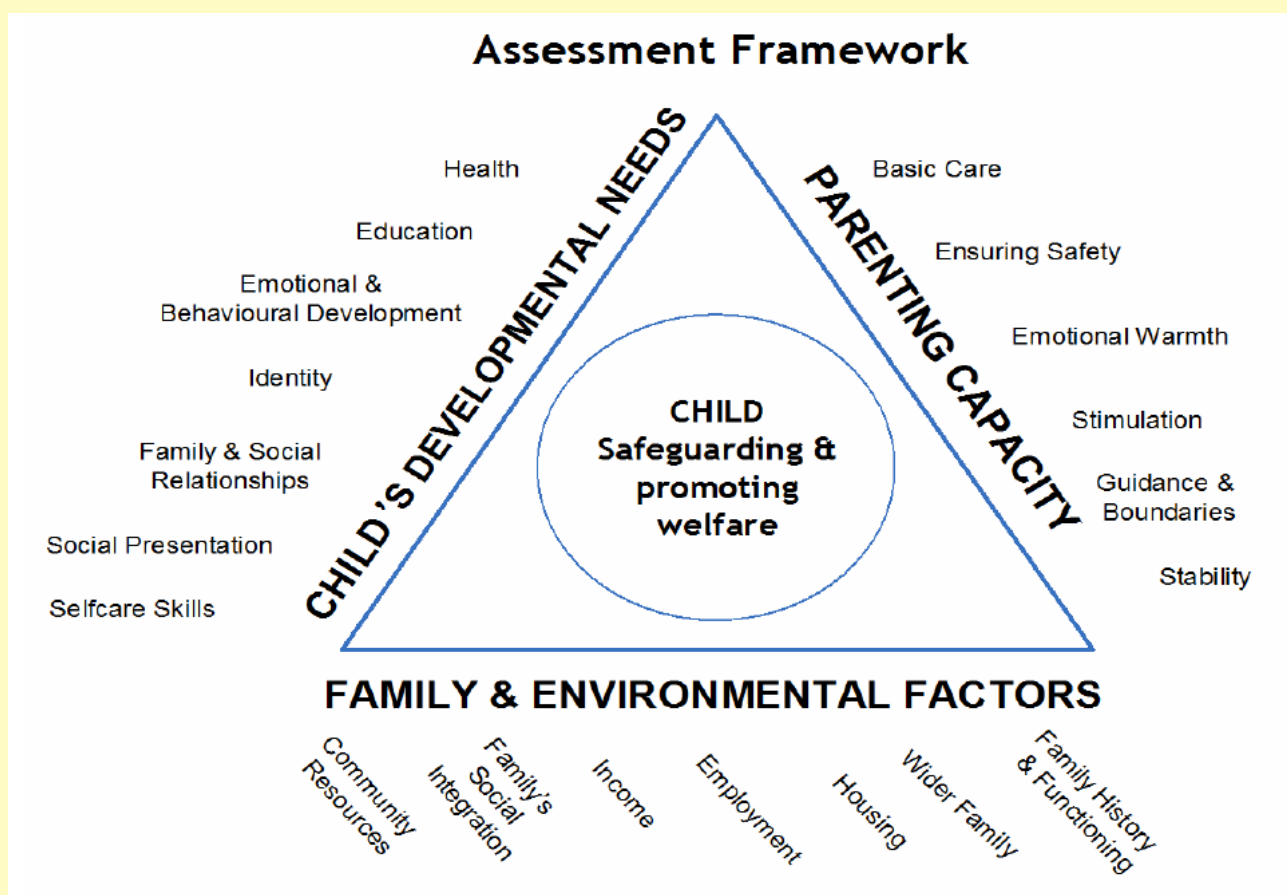 Assessment Framework
CHILD'S DEVELOPMENTAL NEEDS
Health
Education
Emotional &
Behavioural Development
Identity
Family & Social
Relationships
Social Presentation
Selfcare Skills
PARENTING CAPACITY
Basic Care
Ensuring Safety
Emotional Warmth
Stimulation
Guidance &
Boundaries
Stability
CHILD
Safeguarding &
promoting
welfare
FAMILY & ENVIRONMENTAL FACTORS
Community
Resources
Family's
Social
Integration
Income
Employment
Housing
Wider Family
Family History
& Functioning